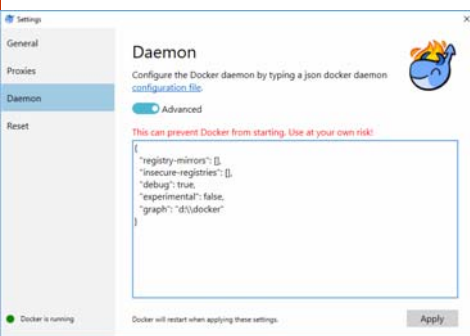 Settings
General
Proxies
Daemon
Reset
Daemon
Configure the Docker daemon by typing a json docker daemon
configuration file.
Advanced
This can prevent Docker from starting. Use at your own risk!
{
"registry-mirrors": [],
"insecure-registries": [],
"debug": true,
"experimental": false,
"graph": "d:\\docker"
}
Docker is running
Docker will restart when applying these settings.
Apply